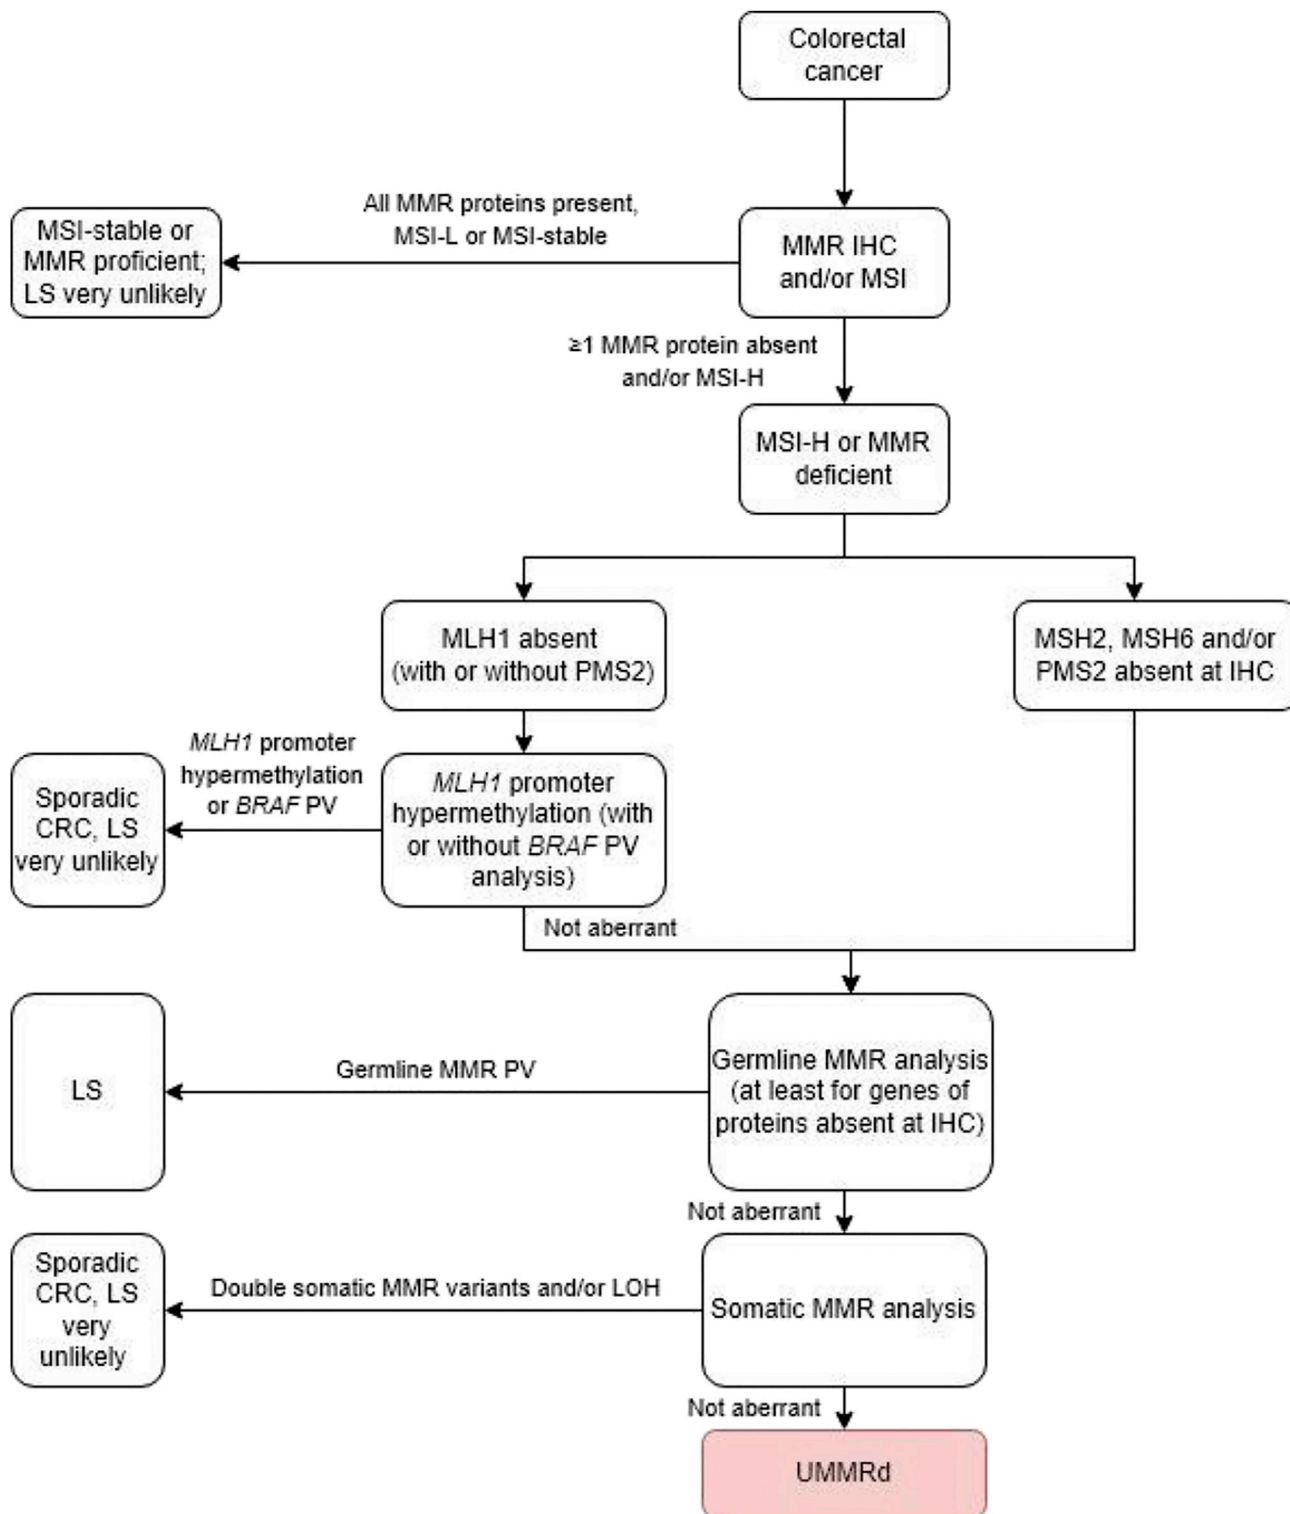 Colorectal
cancer
All MMR proteins present,
MSI-L or MSI-stable
MSI-stable or
MMR proficient;
LS very unlikely
MMR IHC
and/or MSI
≥1 MMR protein absent
and/or MSI-H
MSI-H or MMR
deficient
MLH1 absent
(with or without PMS2)
MSH2, MSH6 and/or
PMS2 absent at IHC
MLH1 promoter
hypermethylation
or BRAF PV
Sporadic
CRC, LS
very unlikely
MLH1 promoter
hypermethylation (with
or without BRAF PV
analysis)
Not aberrant
LS
Germline MMR PV
Germline MMR analysis
(at least for genes of
proteins absent at IHC)
Not aberrant
Sporadic
CRC, LS
very
unlikely
Double somatic MMR variants and/or LOH
Somatic MMR analysis
Not aberrant
UMMRd